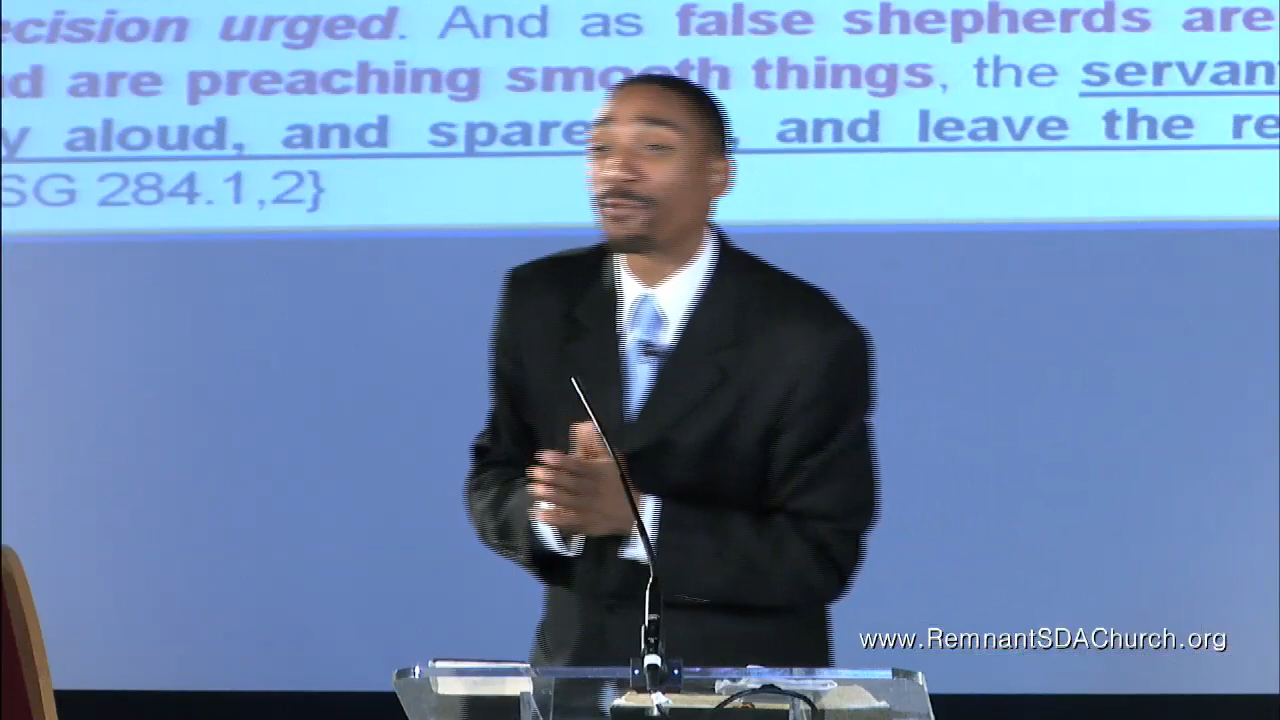 ecision urged. And as false shepherds are
d are preaching smooth things, the servan
y aloud, and spare , and leave the re
SG 284.1,2}
www.RemnantSDAChurch.org